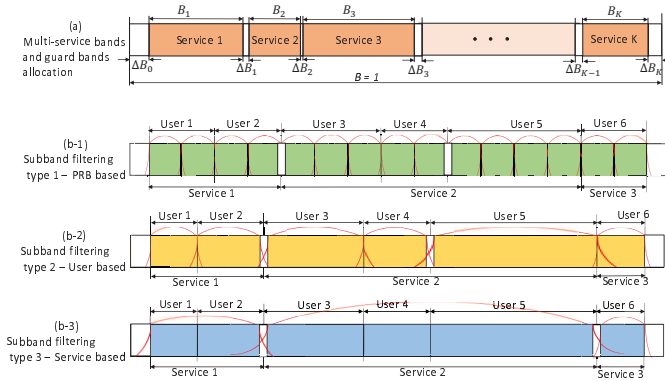 (a)
Multi-service bands
and guard bands
allocation
B₁ B₂ B₃ B_K
Service 1 Service 2 Service 3 • • • Service K
ΔB₀ ΔB₁ ΔB₂ ΔB₃ ΔB_{K−1} ΔB_K
B = 1
(b-1)
Subband filtering
type 1 – PRB based
User 1 User 2 User 3 User 4 User 5 User 6
Service 1 Service 2 Service 3
(b-2)
Subband filtering
type 2 – User based
User 1 User 2 User 3 User 4 User 5 User 6
Service 1 Service 2 Service 3
(b-3)
Subband filtering
type 3 – Service based
User 1 User 2 User 3 User 4 User 5 User 6
Service 1 Service 2 Service 3